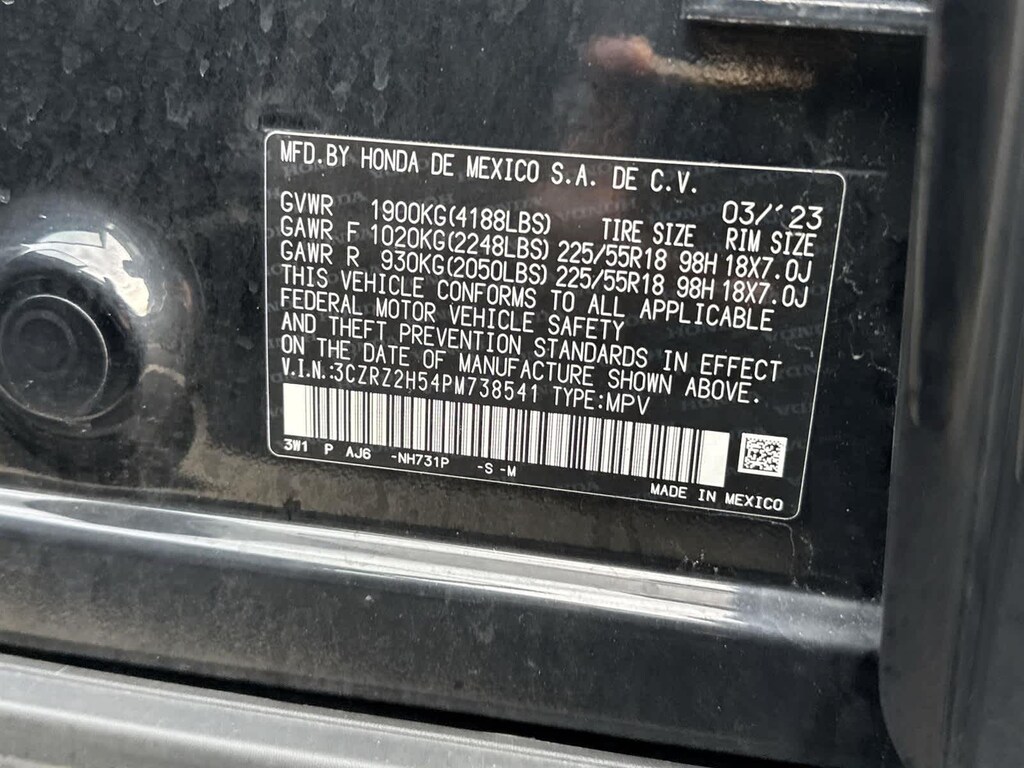 MFD.BY HONDA DE MEXICO S.A. DE C.V.
03/'23
GVWR 1900KG(4188LBS) TIRE SIZE RIM SIZE
GAWR F 1020KG(2248LBS) 225/55R18 98H 18X7.0J
GAWR R 930KG(2050LBS) 225/55R18 98H 18X7.0J
THIS VEHICLE CONFORMS TO ALL APPLICABLE
FEDERAL MOTOR VEHICLE SAFETY
AND THEFT PREVENTION STANDARDS IN EFFECT
ON THE DATE OF MANUFACTURE SHOWN ABOVE.
V.I.N.:3CZRZ2H54PM738541 TYPE:MPV
3W1 P AJ6 -NH731P -S -M
MADE IN MEXICO